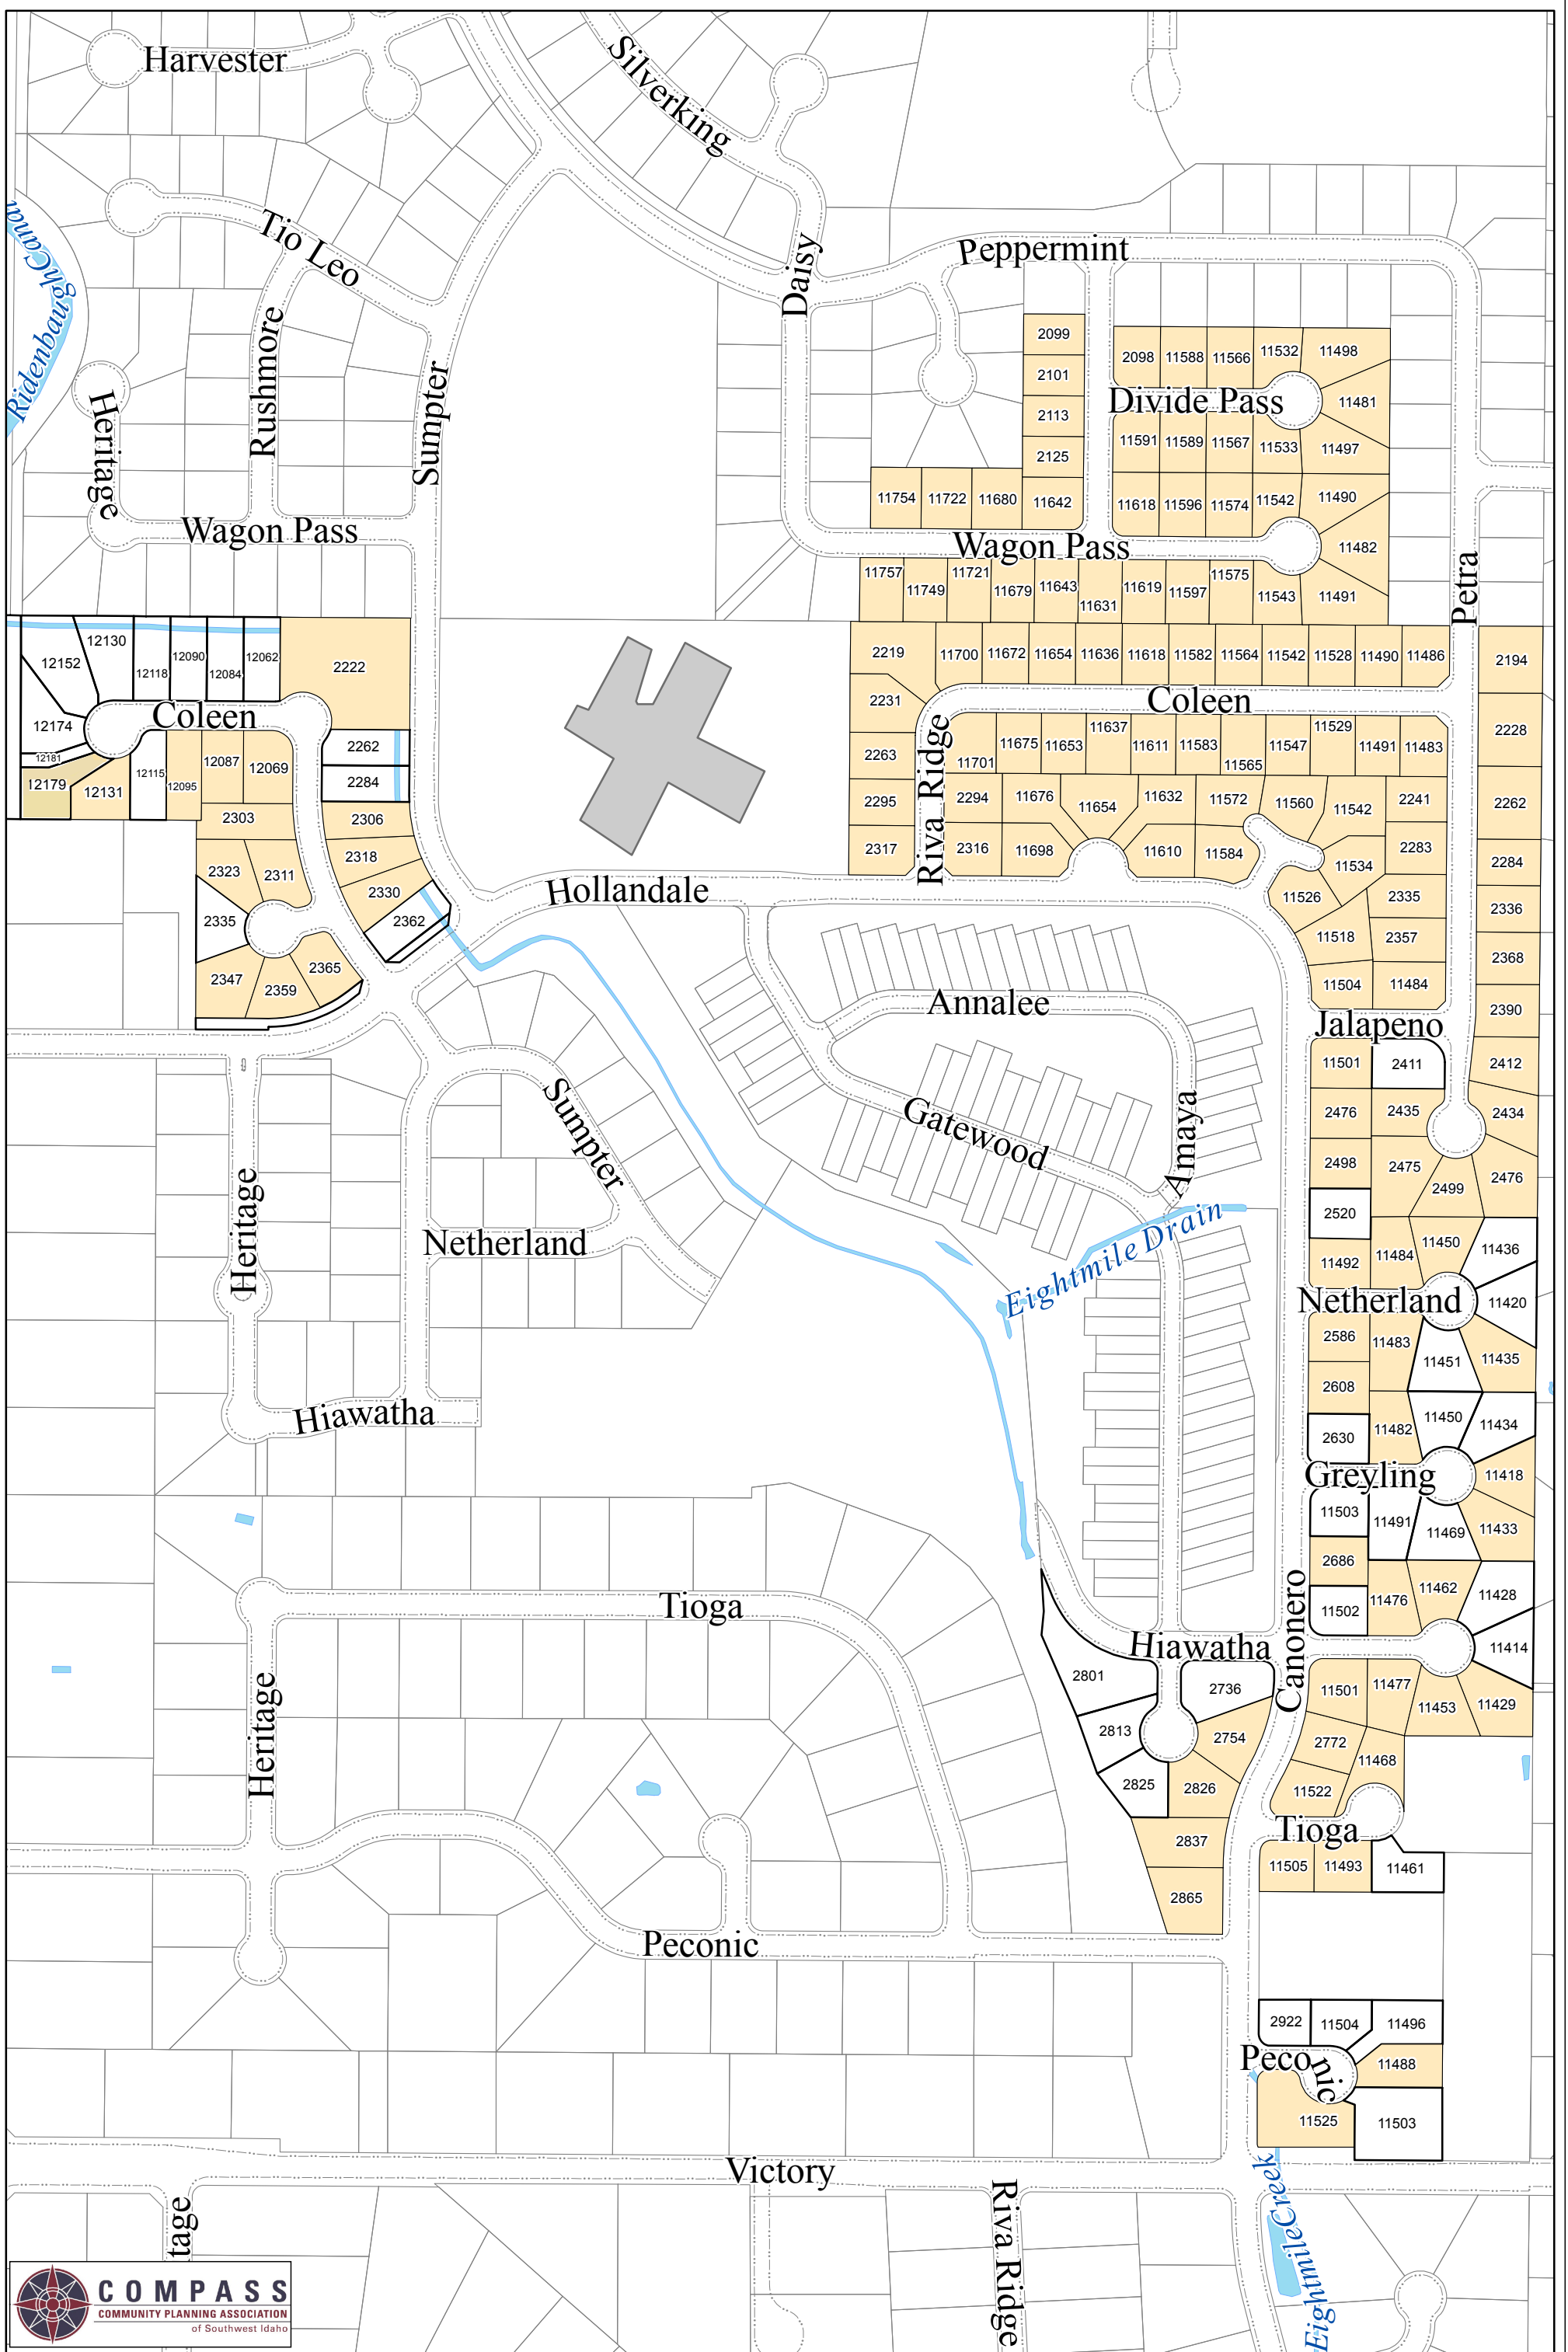 Harvester
Silverking
Tio Leo
Daisy
Peppermint
RidenbaughCanal
Rushmore
Sumpter
Heritage
Wagon Pass
2099
2098 11588 11566 11532 11498
2101
Divide Pass
11481
2113
11591 11589 11567 11533 11497
2125
11754 11722 11680 11642
11618 11596 11574 11542 11490
Wagon Pass
11482
11757 11749 11721 11679 11643 11631 11619 11597 11575 11543 11491
Petra
12152 12130 12118 12090 12084 12062 2222
2219 11700 11672 11654 11636 11618 11582 11564 11542 11528 11490 11486 2194
12174
Coleen
2231
Coleen
2228
12181
12179 12131 12115 12095 12087 12069
2262
2284
2263
Riva Ridge
11701 11675 11653 11637 11611 11583 11565 11547 11529 11491 11483
2303
2306
2295
2294 11676 11654 11632 11572 11560 11542 2241 2262
2323 2311
2318
2317
2316 11698 11610 11584 11534 2283 2284
2330
Hollandale
11526 2335 2336
2335
2362
11518 2357 2368
2347 2359 2365
11504 11484 2390
Annalee
Jalapeno
11501 2411 2412
Sumpter
Gatewood
Amaya
2476 2435 2434
2498 2475 2499 2476
Heritage
2520
Netherland
Eightmile Drain
11492 11484 11450 11436
Netherland
11420
2586 11483 11451 11435
2608
Hiawatha
2630 11482 11450 11434
Greyling
11418
11503 11491 11469 11433
2686
11502 11476 11462 11428
Tioga
Canonero
Hiawatha
11414
2801 2736
11501 11477 11453 11429
Heritage
2813 2754
2772 11468
2825 2826
11522
Tioga
2837
11505 11493 11461
2865
Peconic
2922 11504 11496
Peconic
11488
11525 11503
Victory
Riva Ridge
EightmileCreek
tage
COMPASS
COMMUNITY PLANNING ASSOCIATION
of Southwest Idaho